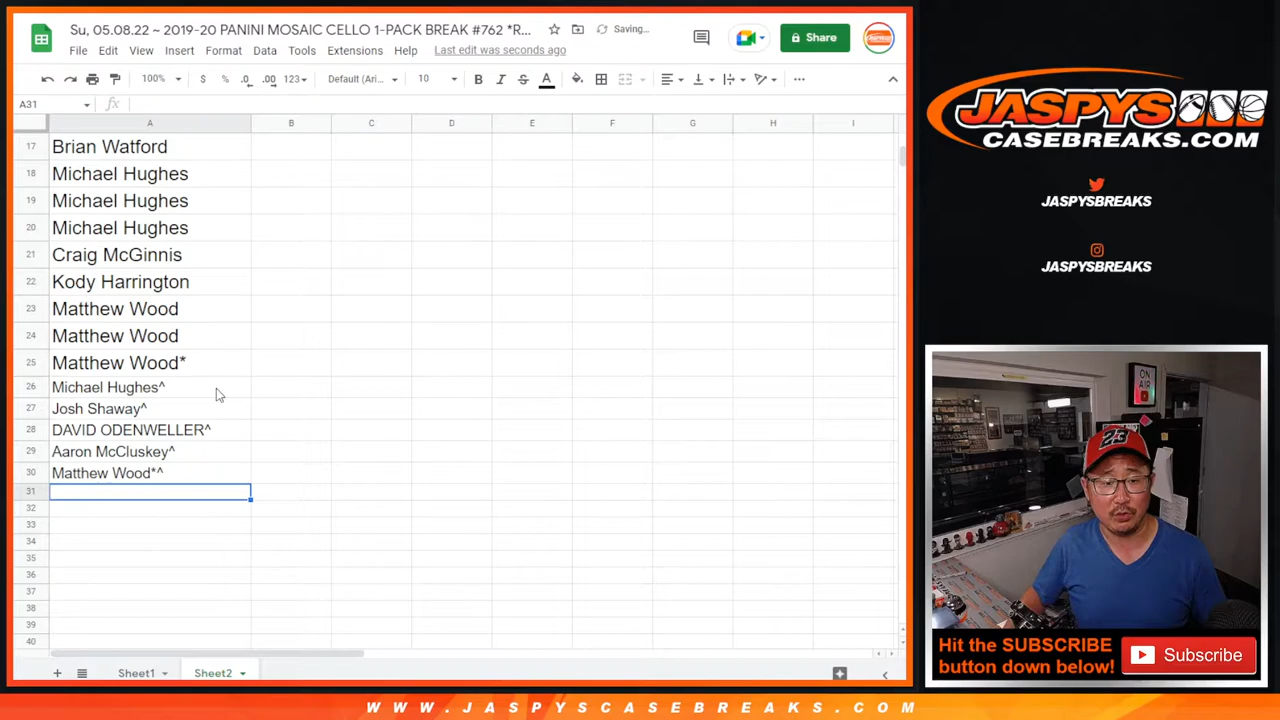 Su, 05.08.22 ~ 2019-20 PANINI MOSAIC CELLO 1-PACK BREAK #762 *R...
Saving...
Share
File Edit View Insert Format Data Tools Extensions Help Last edit was seconds ago
100% $ % .0 .00 123 Default (Ari... 10 B I S A
A31 fx
A B C D E F G H I
17 Brian Watford
18 Michael Hughes
19 Michael Hughes
20 Michael Hughes
21 Craig McGinnis
22 Kody Harrington
23 Matthew Wood
24 Matthew Wood
25 Matthew Wood*
26 Michael Hughes^
27 Josh Shaway^
28 DAVID ODENWELLER^
29 Aaron McCluskey^
30 Matthew Wood*^
31
32
33
34
35
36
37
38
39
40
+ Sheet1 Sheet2
JASPYS
CASEBREAKS.COM
JASPYSBREAKS
JASPYSBREAKS
ON
AIR
23
Hit the SUBSCRIBE
button down below!
Subscribe
WWW.JASPYSCASEBREAKS.COM